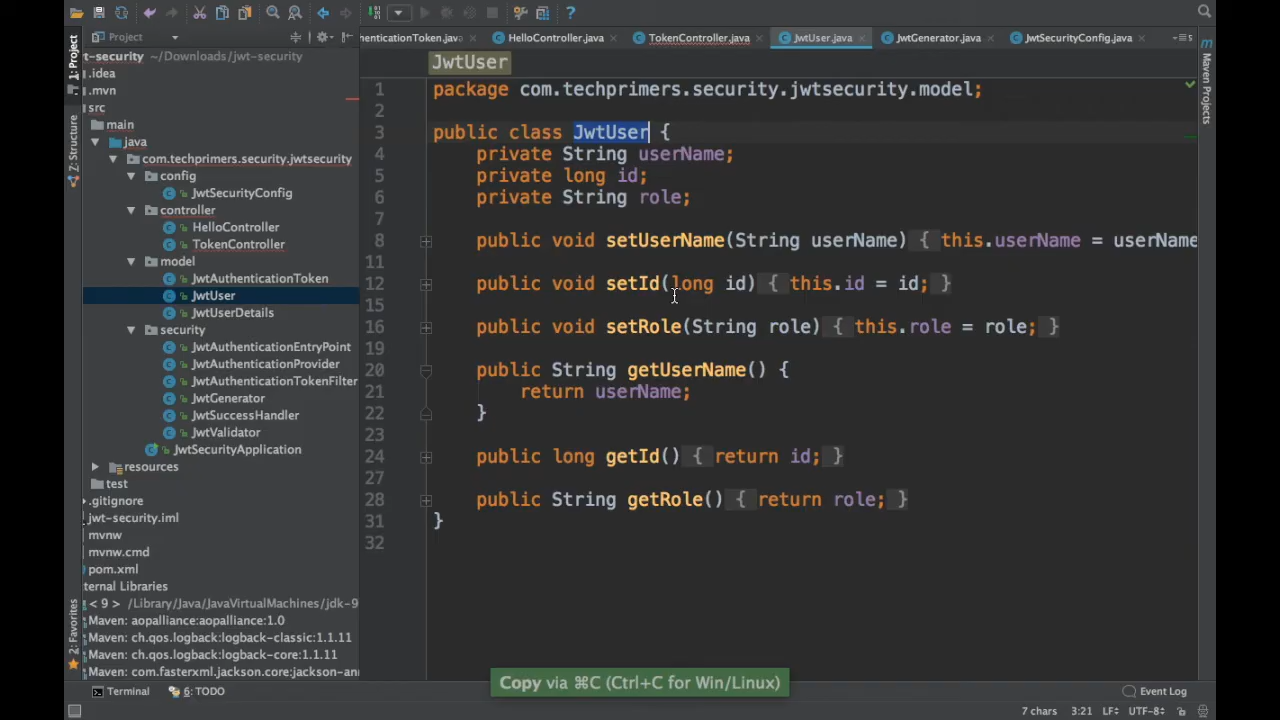 1: Project
Z: Structure
2: Favorites
Project
t-security ~/Downloads/jwt-security
.idea
.mvn
src
main
java
com.techprimers.security.jwtsecurity
config
JwtSecurityConfig
controller
HelloController
TokenController
model
JwtAuthenticationToken
JwtUser
JwtUserDetails
security
JwtAuthenticationEntryPoint
JwtAuthenticationProvider
JwtAuthenticationTokenFilter
JwtGenerator
JwtSuccessHandler
JwtValidator
JwtSecurityApplication
resources
test
.gitignore
jwt-security.iml
mvnw
mvnw.cmd
pom.xml
ternal Libraries
< 9 > /Library/Java/JavaVirtualMachines/jdk-9
Maven: aopalliance:aopalliance:1.0
Maven: ch.qos.logback:logback-classic:1.1.11
Maven: ch.qos.logback:logback-core:1.1.11
Maven: com.fasterxml.jackson.core:jackson-ann
thenticationToken.java HelloController.java TokenController.java JwtUser.java JwtGenerator.java JwtSecurityConfig.java
JwtUser
1 package com.techprimers.security.jwtsecurity.model;
2
3 public class JwtUser {
4 private String userName;
5 private long id;
6 private String role;
7
8 public void setUserName(String userName) { this.userName = userName
11
12 public void setId(long id) { this.id = id; }
15
16 public void setRole(String role) { this.role = role; }
19
20 public String getUserName() {
21 return userName;
22 }
23
24 public long getId() { return id; }
27
28 public String getRole() { return role; }
31 }
32
Maven Projects
Copy via ⌘C (Ctrl+C for Win/Linux)
Terminal 6: TODO Event Log
7 chars 3:21 LF÷ UTF-8÷